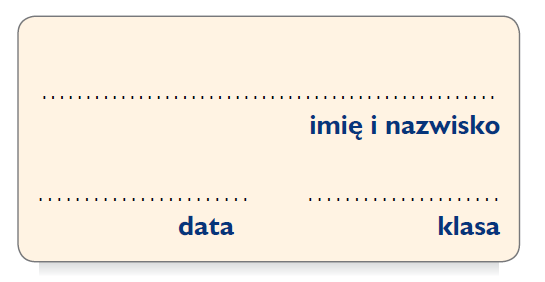 imię i nazwisko
data klasa